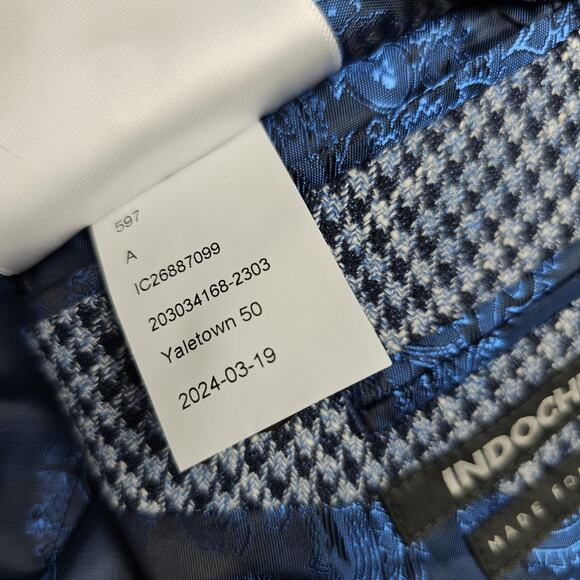 597
A
IC26887099
203034168-2303
Yaletown 50
2024-03-19
INDOCH
MADE FO